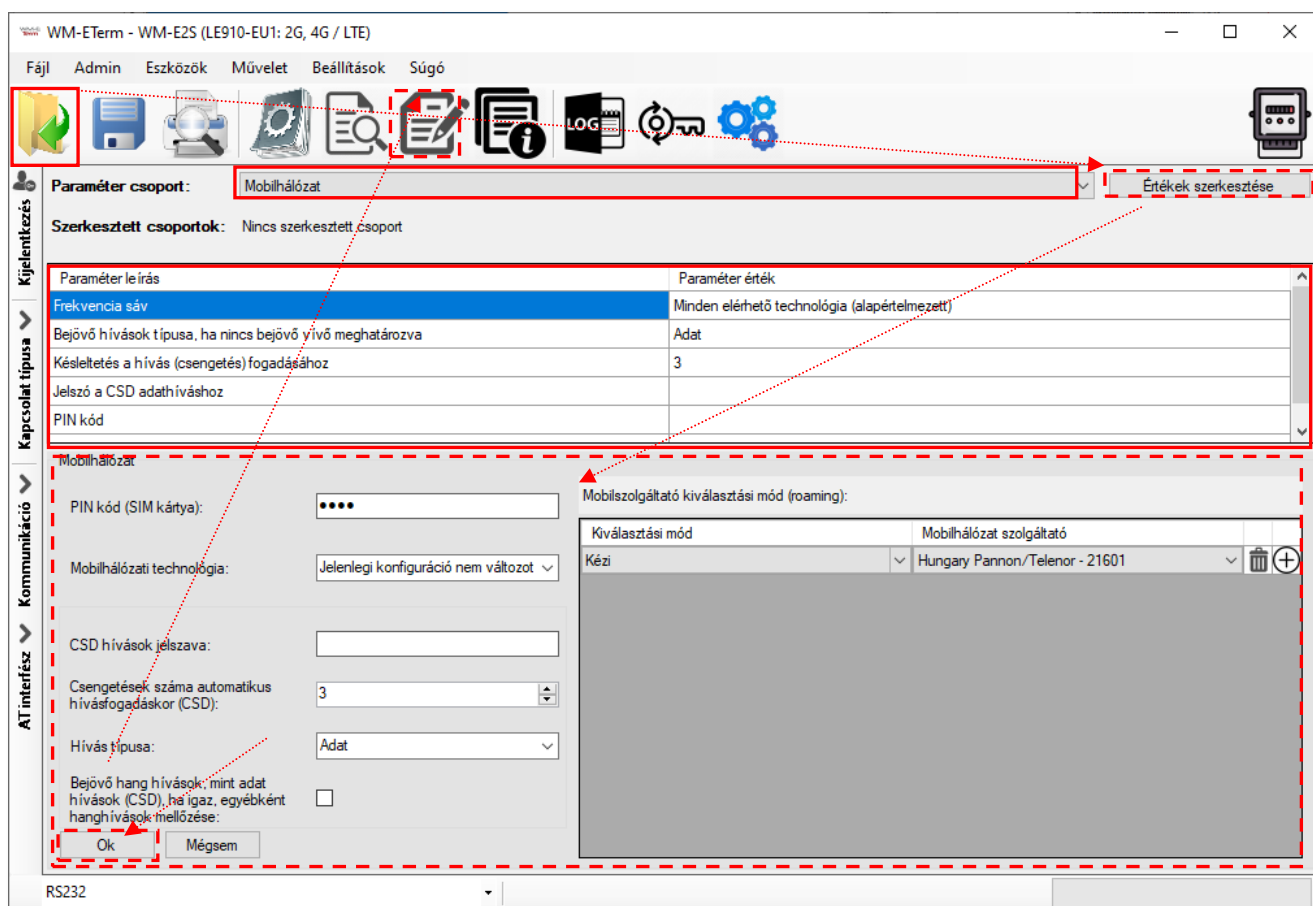 WM-ETerm - WM-E2S (LE910-EU1: 2G, 4G / LTE)
Fájl Admin Eszközök Művelet Beállítások Súgó
LOG
Paraméter csoport: Mobilhálózat Értékek szerkesztése
Szerkesztett csoportok: Nincs szerkesztett csoport
Kijelentkezés
Kapcsolat típusa
Kommunikáció
AT interfész
Paraméter leírás Paraméter érték
Frekvencia sáv Minden elérhető technológia (alapértelmezett)
Bejövő hívások típusa, ha nincs bejövő vivő meghatározva Adat
Késleltetés a hívás (csengetés) fogadásához 3
Jelszó a CSD adathíváshoz
PIN kód
Mobilhálózat
PIN kód (SIM kártya): ●●●●
Mobilhálózati technológia: Jelenlegi konfiguráció nem változot
CSD hívások jelszava:
Csengetések száma automatikus
hívásfogadáskor (CSD): 3
Hívás típusa: Adat
Bejövő hang hívások, mint adat
hívások (CSD), ha igaz, egyébként
hanghívások mellőzése:
Ok Mégsem
Mobilszolgáltató kiválasztási mód (roaming):
Kiválasztási mód Mobilhálózat szolgáltató
Kézi Hungary Pannon/Telenor - 21601
RS232